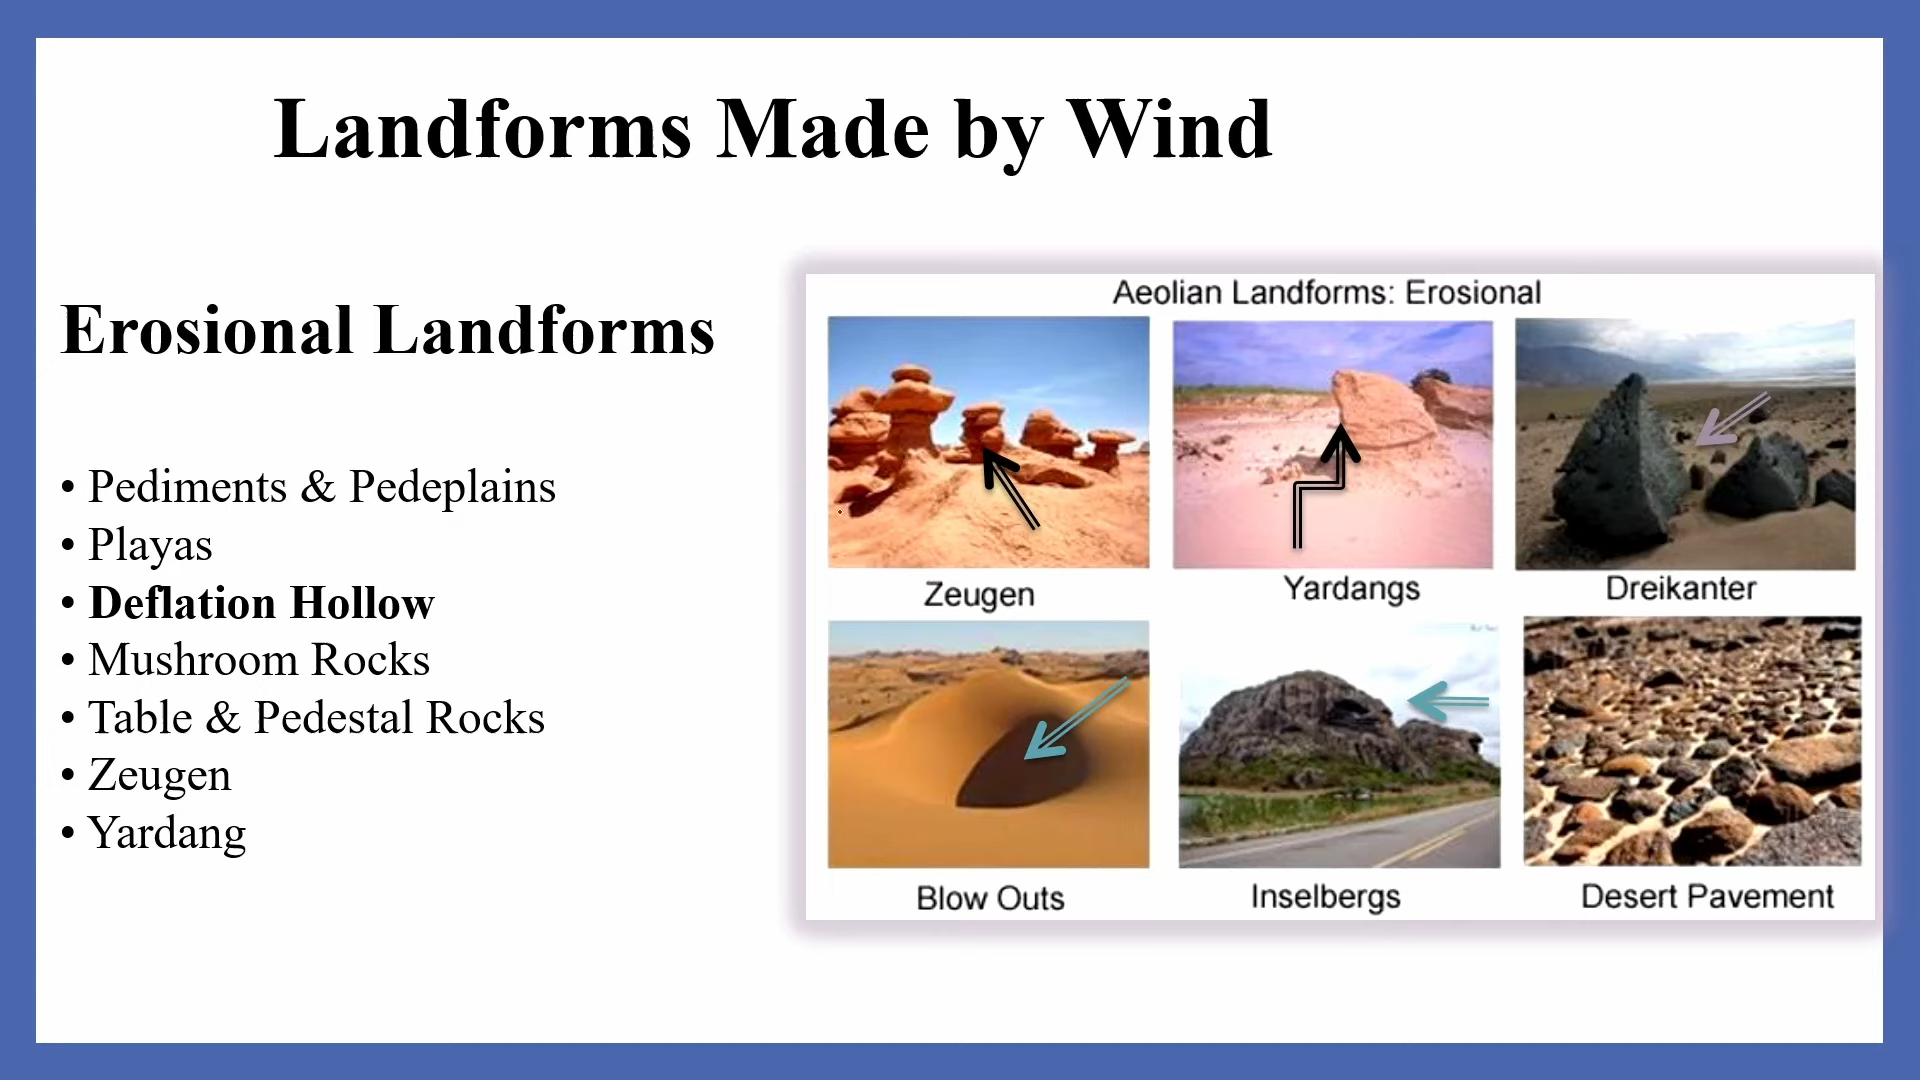 Landforms Made by Wind
Erosional Landforms
• Pediments & Pedeplains
• Playas
• Deflation Hollow
• Mushroom Rocks
• Table & Pedestal Rocks
• Zeugen
• Yardang
Aeolian Landforms: Erosional
Zeugen
Yardangs
Dreikanter
Blow Outs
Inselbergs
Desert Pavement